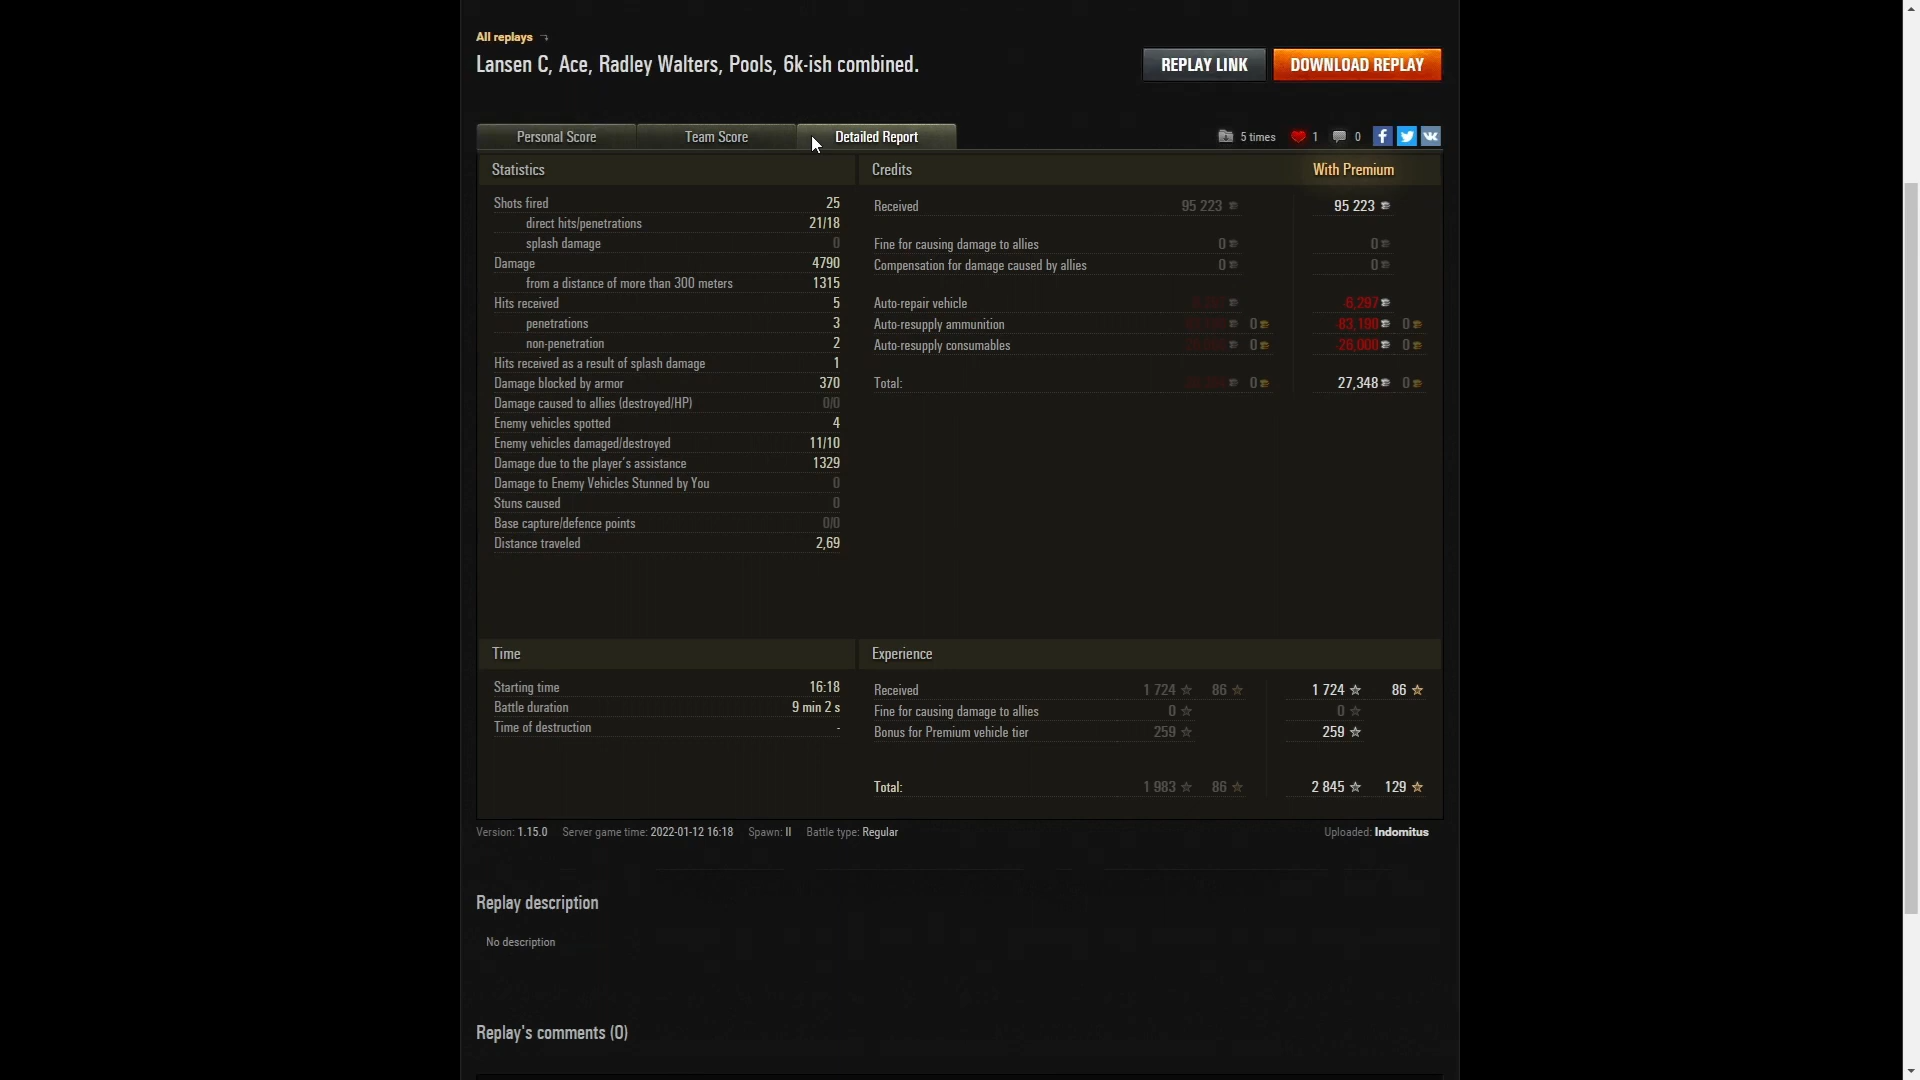 All replays
Lansen C, Ace, Radley Walters, Pools, 6k-ish combined.
REPLAY LINK DOWNLOAD REPLAY
Personal Score Team Score Detailed Report 5 times 1 0
Statistics Credits With Premium
Shots fired 25
direct hits/penetrations 21/18
splash damage 0
Damage 4790
from a distance of more than 300 meters 1315
Hits received 5
penetrations 3
non-penetration 2
Hits received as a result of splash damage 1
Damage blocked by armor 370
Damage caused to allies (destroyed/HP) 0/0
Enemy vehicles spotted 4
Enemy vehicles damaged/destroyed 11/10
Damage due to the player's assistance 1329
Damage to Enemy Vehicles Stunned by You 0
Stuns caused 0
Base capture/defence points 0/0
Distance traveled 2,69
Received 95 223 95 223
Fine for causing damage to allies 0 0
Compensation for damage caused by allies 0 0
Auto-repair vehicle -6,297
Auto-resupply ammunition 0 -83,190 0
Auto-resupply consumables 0 -26,000 0
Total: 0 27,348 0
Time Experience
Starting time 16:18
Battle duration 9 min 2 s
Time of destruction -
Received 1 724 86 1 724 86
Fine for causing damage to allies 0 0
Bonus for Premium vehicle tier 259 259
Total: 1 983 86 2 845 129
Version: 1.15.0 Server game time: 2022-01-12 16:18 Spawn: II Battle type: Regular Uploaded: Indomitus
Replay description
No description
Replay's comments (0)